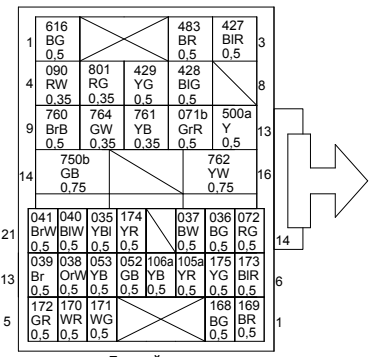 616 483 427
BG BR BlR
1 0,5 0,5 0,5 3
090 801 429 428
RW RG YG BlG
4 0,35 0,35 0,5 0,5 8
760 764 761 071b 500a
BrB GW YB GrR Y
9 0,5 0,35 0,35 0,5 0,5 13
750b 762
GB YW
14 0,75 0,75 16
041 040 035 174 037 036 072
BrW BlW YBl YR BW BG RG
21 0,5 0,5 0,5 0,5 0,5 0,5 0,5 14
039 038 053 052 106a 105a 175 173
Br OrW YB GB YB YR YG BlR
13 0,5 0,5 0,5 0,5 0,5 0,5 0,5 0,5 6
172 170 171 168 169
GR WR WG BG BR
5 0,5 0,5 0,5 0,5 0,5 1